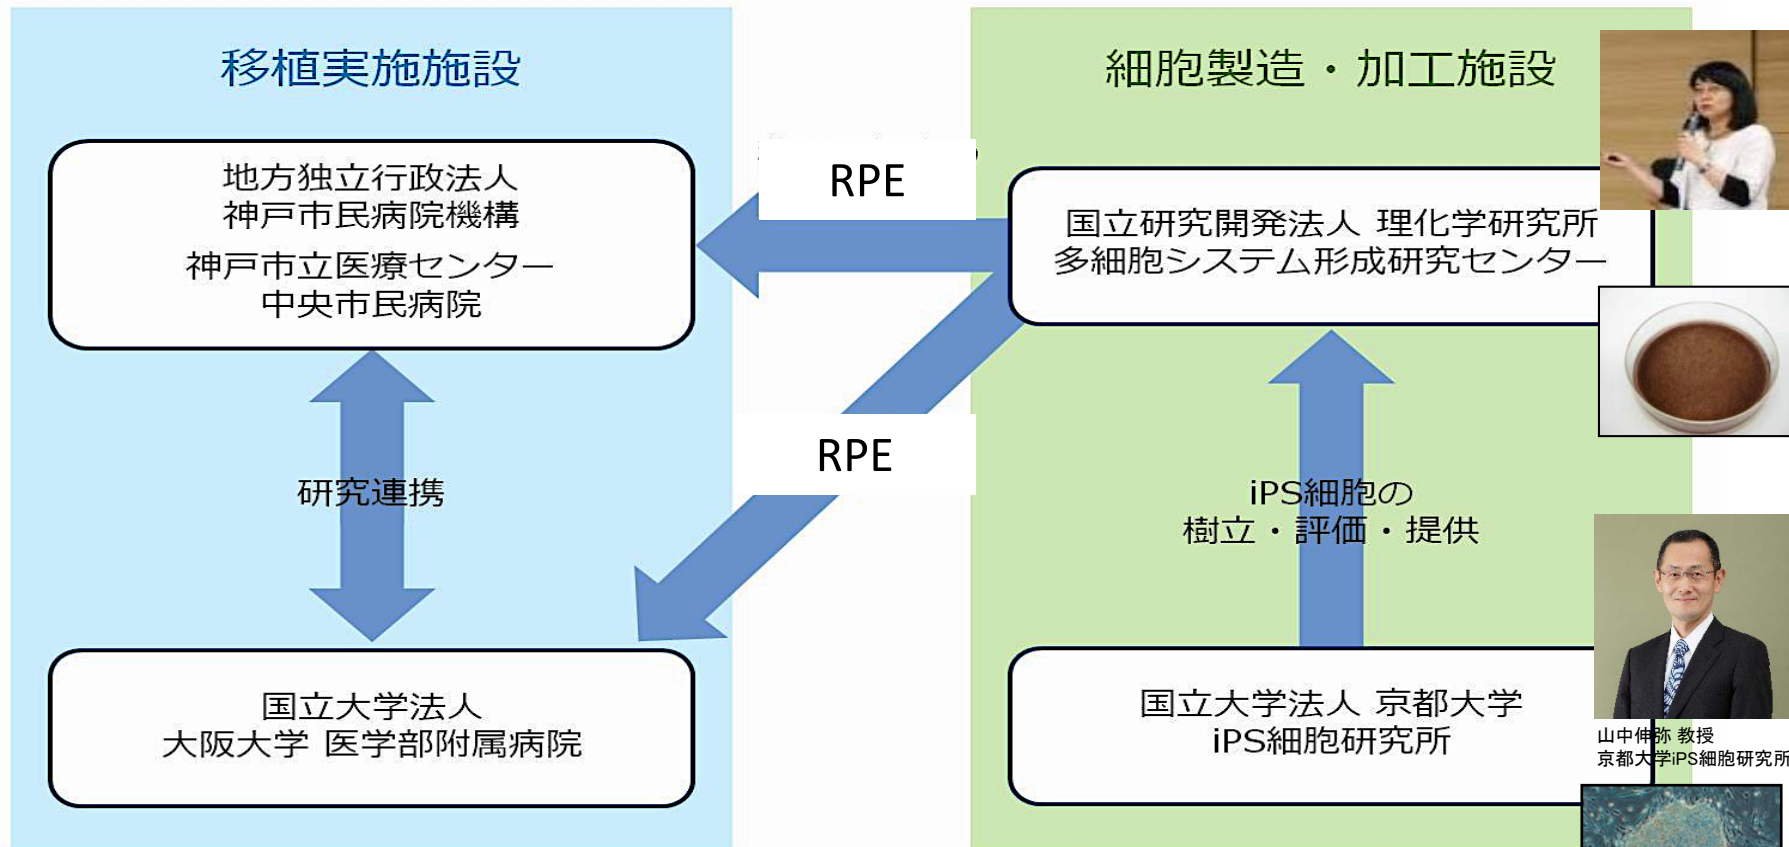 移植実施施設
地方独立行政法人
神戸市民病院機構
神戸市立医療センター
中央市民病院
研究連携
国立大学法人
大阪大学 医学部附属病院
RPE
RPE
細胞製造・加工施設
国立研究開発法人 理化学研究所
多細胞システム形成研究センター
iPS細胞の
樹立・評価・提供
国立大学法人 京都大学
iPS細胞研究所
山中伸弥 教授
京都大学iPS細胞研究所